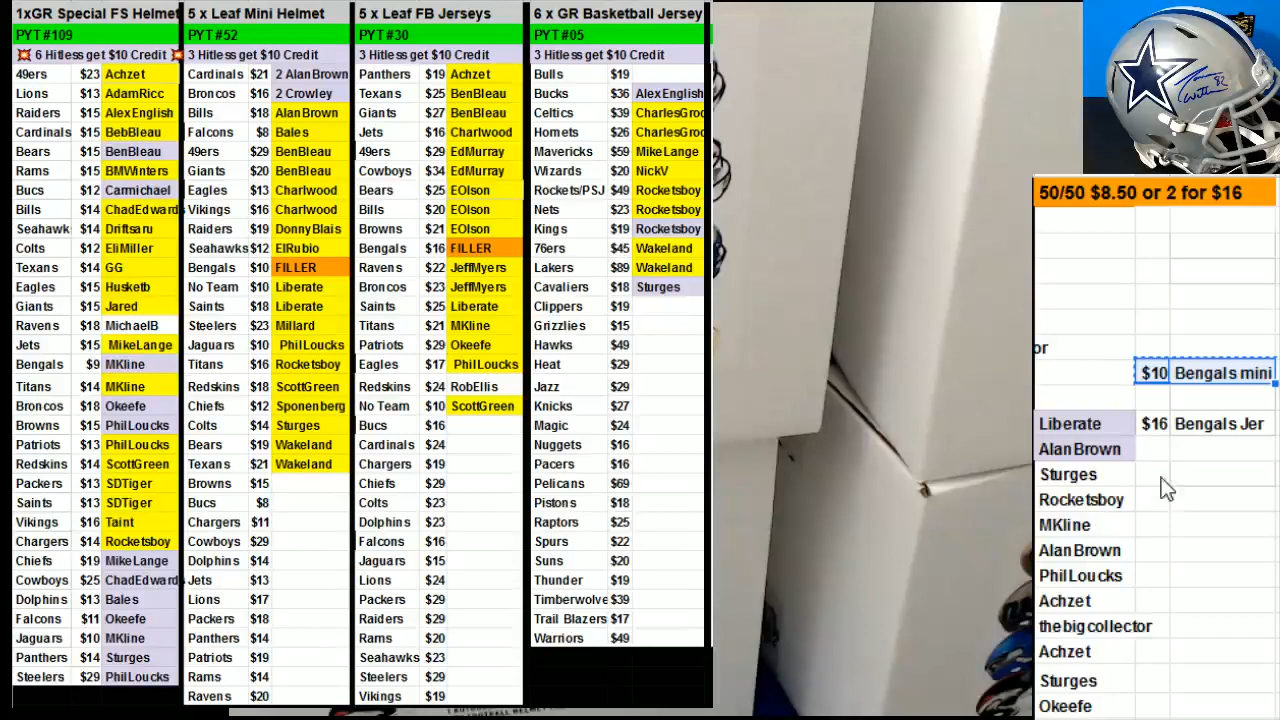 1xGR Special FS Helmet
PYT #109
💥 6 Hitless get $10 Credit 💥
49ers $23 Achzet
Lions $13 AdamRicc
Raiders $15 AlexEnglish
Cardinals $15 BebBleau
Bears $15 BenBleau
Rams $15 BMWinters
Bucs $12 Carmichael
Bills $14 ChadEdward
Seahawk $14 Driftsaru
Colts $12 EliMiller
Texans $14 GG
Eagles $15 Husketb
Giants $15 Jared
Ravens $18 MichaelB
Jets $15 MikeLange
Bengals $9 MKline
Titans $14 MKline
Broncos $18 Okeefe
Browns $15 PhilLoucks
Patriots $13 PhilLoucks
Redskins $14 ScottGreen
Packers $13 SDTiger
Saints $13 SDTiger
Vikings $16 Taint
Chargers $14 Rocketsboy
Chiefs $19 MikeLange
Cowboys $25 ChadEdward
Dolphins $13 Bales
Falcons $11 Okeefe
Jaguars $10 MKline
Panthers $14 Sturges
Steelers $29 PhilLoucks
5 x Leaf Mini Helmet
PYT #52
3 Hitless get $10 Credit
Cardinals $21 2 AlanBrown
Broncos $16 2 Crowley
Bills $18 AlanBrown
Falcons $8 Bales
49ers $29 BenBleau
Giants $20 BenBleau
Eagles $13 Charlwood
Vikings $16 Charlwood
Raiders $19 DonnyBlais
Seahawks $12 ElRubio
Bengals $10 FILLER
No Team $10 Liberate
Saints $18 Liberate
Steelers $23 Millard
Jaguars $10 PhilLoucks
Titans $16 Rocketsboy
Redskins $18 ScottGreen
Chiefs $12 Sponenberg
Colts $14 Sturges
Bears $19 Wakeland
Texans $21 Wakeland
Browns $15
Bucs $8
Chargers $11
Cowboys $29
Dolphins $14
Jets $13
Lions $17
Packers $18
Panthers $14
Patriots $19
Rams $14
Ravens $20
5 x Leaf FB Jerseys
PYT #30
3 Hitless get $10 Credit
Panthers $19 Achzet
Texans $25 BenBleau
Giants $27 BenBleau
Jets $16 Charlwood
49ers $29 EdMurray
Cowboys $34 EdMurray
Bears $25 EOlson
Bills $20 EOlson
Browns $21 EOlson
Bengals $16 FILLER
Ravens $22 JeffMyers
Broncos $23 JeffMyers
Saints $25 Liberate
Titans $21 MKline
Patriots $29 Okeefe
Eagles $17 PhilLoucks
Redskins $24 RobEllis
No Team $10 ScottGreen
Bucs $16
Cardinals $24
Chargers $19
Chiefs $29
Colts $23
Dolphins $23
Falcons $16
Jaguars $15
Lions $24
Packers $29
Raiders $29
Rams $20
Seahawks $23
Steelers $29
Vikings $19
6 x GR Basketball Jersey
PYT #05
3 Hitless get $10 Credit
Bulls $19
Bucks $36 AlexEnglish
Celtics $39 CharlesGroo
Hornets $26 CharlesGroo
Mavericks $59 MikeLange
Wizards $20 NickV
Rockets/PSJ $49 Rocketsboy
Nets $23 Rocketsboy
Kings $19 Rocketsboy
76ers $45 Wakeland
Lakers $89 Wakeland
Cavaliers $18 Sturges
Clippers $19
Grizzlies $15
Hawks $49
Heat $29
Jazz $29
Knicks $27
Magic $24
Nuggets $16
Pacers $16
Pelicans $69
Pistons $18
Raptors $25
Spurs $22
Suns $20
Thunder $19
Timberwolve $39
Trail Blazers $17
Warriors $49
50/50 $8.50 or 2 for $16
or
$10 Bengals mini
Liberate $16 Bengals Jer
AlanBrown
Sturges
Rocketsboy
MKline
AlanBrown
PhilLoucks
Achzet
thebigcollector
Achzet
Sturges
Okeefe